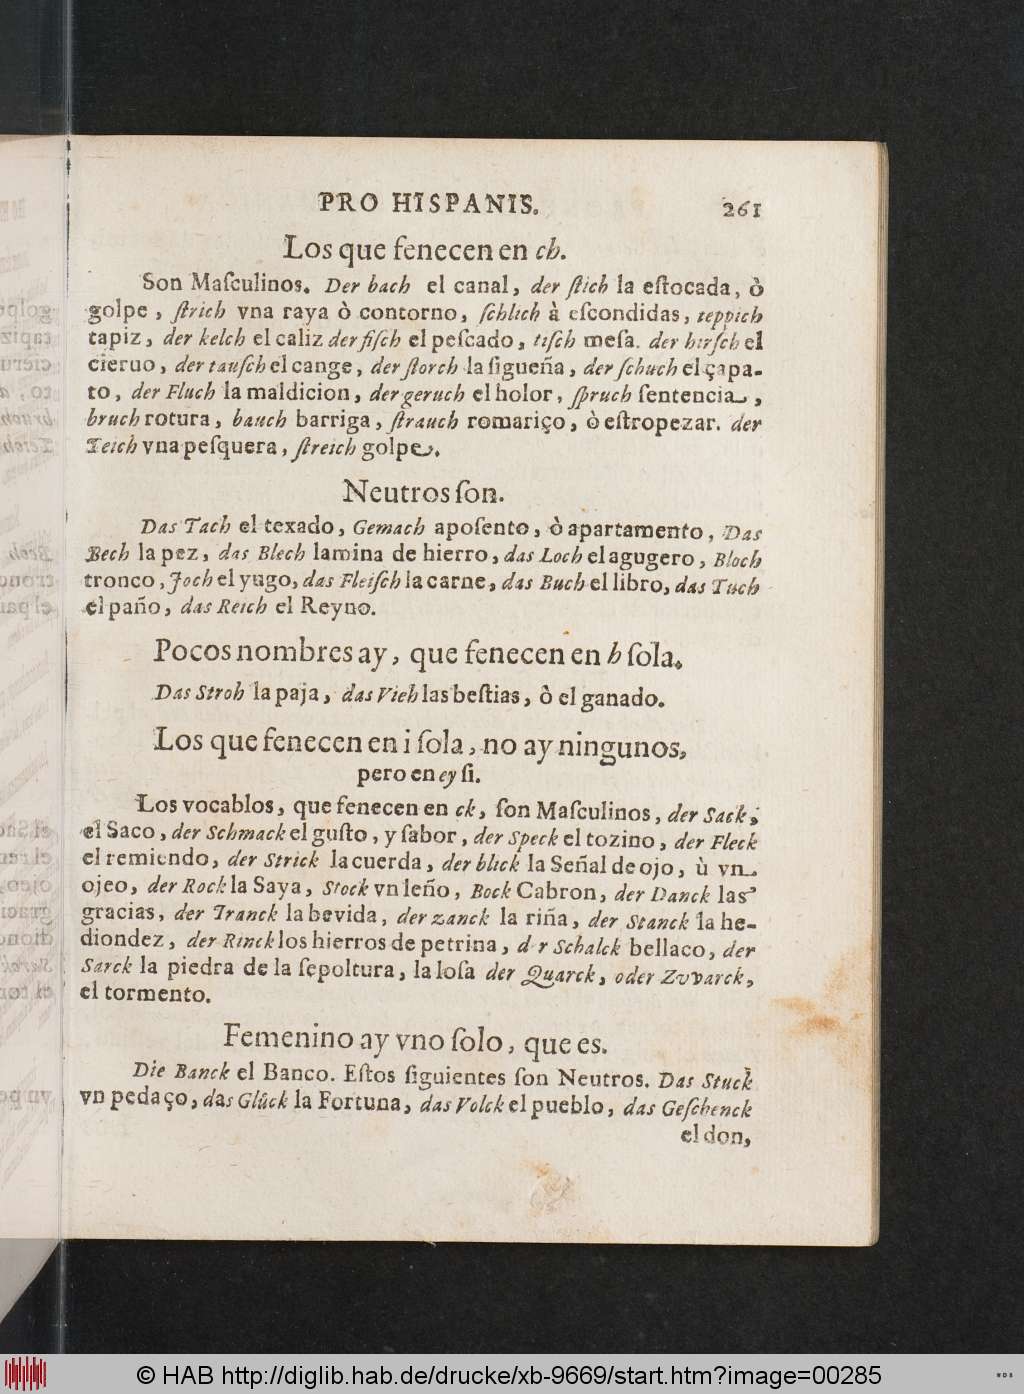 PRO HISPANIS. 261
Los que fenecen en ch.
Son Maſculinos. Der bach el canal, der ſtich la eſtocada, ò
golpe, ſtrich vna raya ò contorno, ſchlich à eſcondidas, teppich
tapiz, der kelch el caliz der fiſch el peſcado, tiſch meſa. der hirſch el
cieruo, der tauſch el cange, der ſtorch la ſigueña, der ſchuch el çapa-
to, der Fluch la maldicion, der geruch el holor, ſpruch ſentencia,
bruch rotura, bauch barriga, ſtrauch romariço, ò eſtropezar. der
Teich vna peſquera, ſtreich golpe.
Neutros ſon.
Das Tach el texado, Gemach apoſento, ò apartamento, Das
Bech la pez, das Blech lamina de hierro, das Loch el agugero, Bloch
tronco, Joch el yugo, das Fleiſch la carne, das Buch el libro, das Tuch
el paño, das Reich el Reyno.
Pocos nombres ay, que fenecen en h ſola.
Das Stroh la paja, das Vieh las beſtias, ò el ganado.
Los que fenecen en i ſola, no ay ningunos,
pero en ey ſi.
Los vocablos, que fenecen en ck, ſon Maſculinos, der Sack,
el Saco, der Schmack el guſto, y ſabor, der Speck el tozino, der Fleck
el remiendo, der Strick la cuerda, der blick la Señal de ojo, ù vn
ojeo, der Rock la Saya, Stock vn leño, Bock Cabron, der Danck las
gracias, der Tranck la bevida, der zanck la riña, der Stanck la he-
diondez, der Rinck los hierros de petrina, d r Schalck bellaco, der
Sarck la piedra de la ſepoltura, la loſa der Quarck, oder Zvvarck,
el tormento.
Femenino ay vno ſolo, que es.
Die Banck el Banco. Eſtos ſiguientes ſon Neutros. Das Stuck
vn pedaço, das Glück la Fortuna, das Volck el pueblo, das Geſchenck
el don,
© HAB http://diglib.hab.de/drucke/xb-9669/start.htm?image=00285